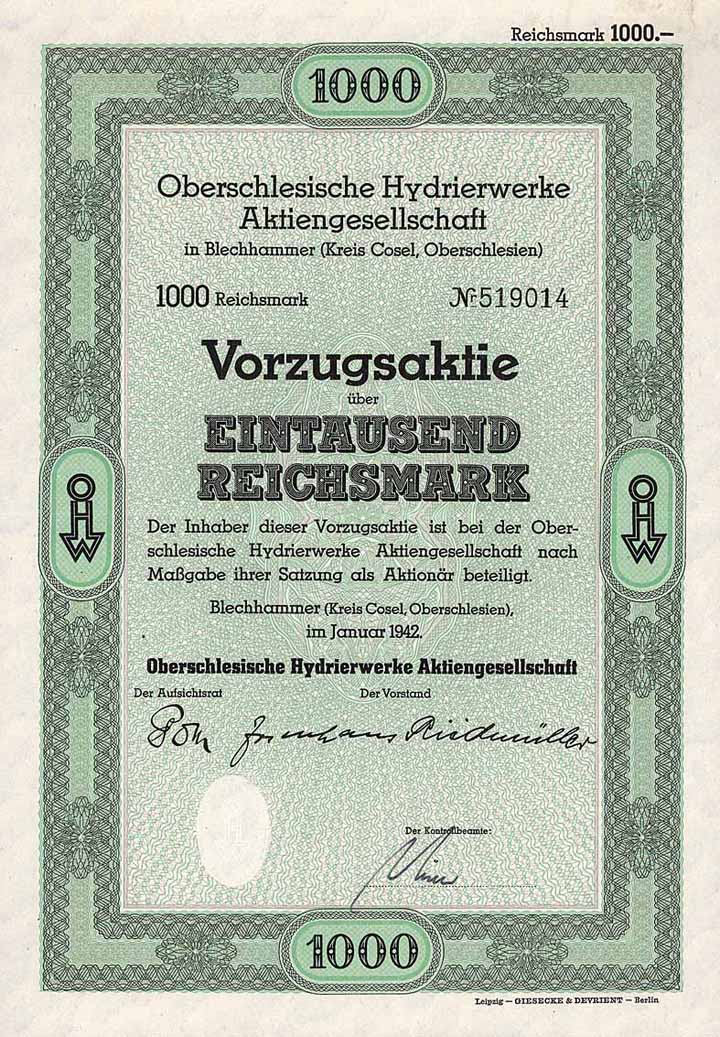 Reichsmark 1000.—
1000
Oberschlesische Hydrierwerke
Aktiengesellschaft
in Blechhammer (Kreis Cosel, Oberschlesien)
1000 Reichsmark № 519014
Vorzugsaktie
über
EINTAUSEND
REICHSMARK
OHW
OHW
Der Inhaber dieser Vorzugsaktie ist bei der Ober-
schlesische Hydrierwerke Aktiengesellschaft nach
Maßgabe ihrer Satzung als Aktionär beteiligt.
Blechhammer (Kreis Cosel, Oberschlesien),
im Januar 1942.
Oberschlesische Hydrierwerke Aktiengesellschaft
Der Aufsichtsrat Der Vorstand
Riedmüller
Der Kontrollbeamte:
1000
Leipzig — GIESECKE & DEVRIENT — Berlin